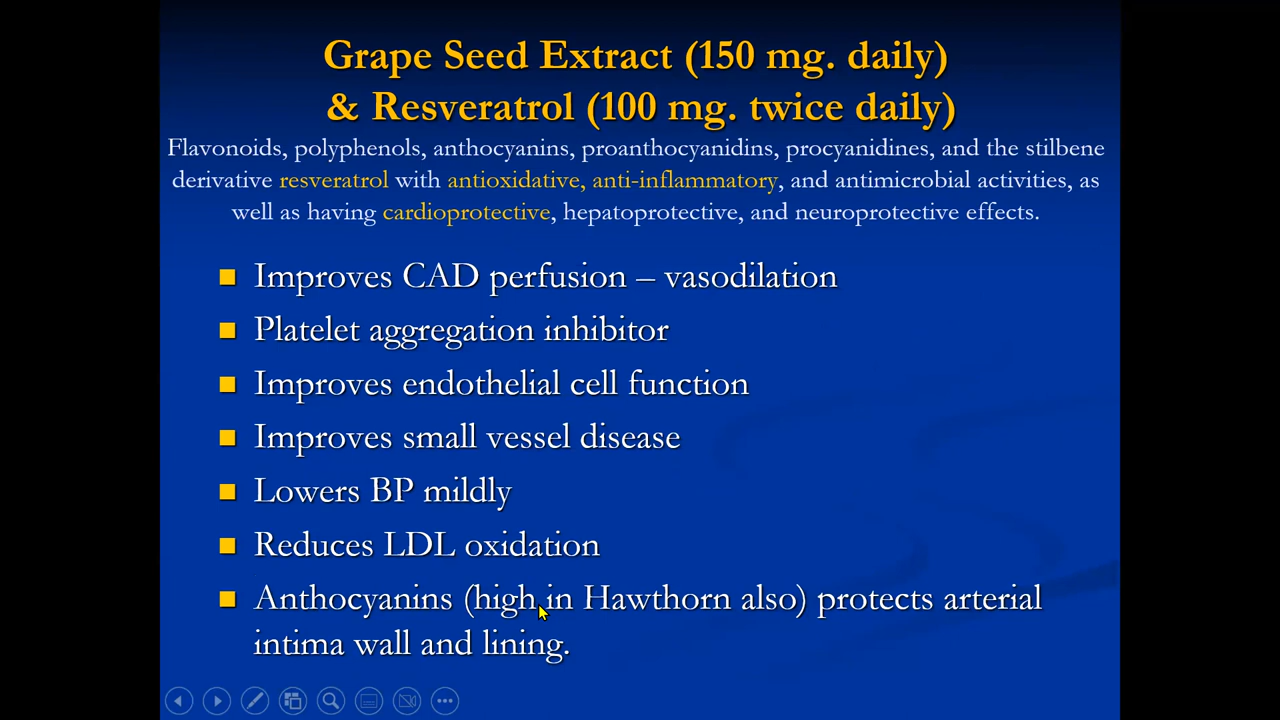 Grape Seed Extract (150 mg. daily)
& Resveratrol (100 mg. twice daily)
Flavonoids, polyphenols, anthocyanins, proanthocyanidins, procyanidines, and the stilbene
derivative resveratrol with antioxidative, anti-inflammatory, and antimicrobial activities, as
well as having cardioprotective, hepatoprotective, and neuroprotective effects.
Improves CAD perfusion – vasodilation
Platelet aggregation inhibitor
Improves endothelial cell function
Improves small vessel disease
Lowers BP mildly
Reduces LDL oxidation
Anthocyanins (high in Hawthorn also) protects arterial
intima wall and lining.